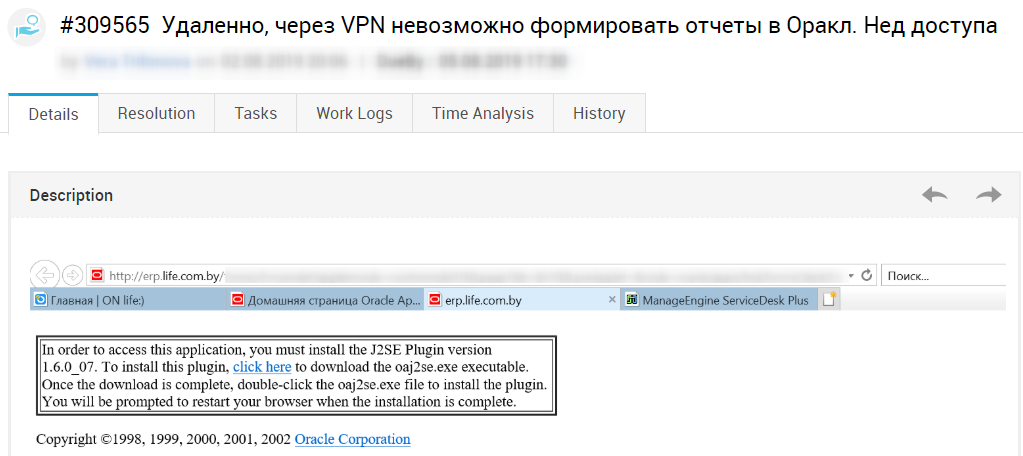 #309565 Удаленно, через VPN невозможно формировать отчеты в Оракл. Нед доступа
Details Resolution Tasks Work Logs Time Analysis History
Description
http://erp.life.com.by/ Поиск...
Главная | ON life:) Домашняя страница Oracle Ap... erp.life.com.by ManageEngine ServiceDesk Plus
In order to access this application, you must install the J2SE Plugin version
1.6.0_07. To install this plugin, click here to download the oaj2se.exe executable.
Once the download is complete, double-click the oaj2se.exe file to install the plugin.
You will be prompted to restart your browser when the installation is complete.
Copyright ©1998, 1999, 2000, 2001, 2002 Oracle Corporation